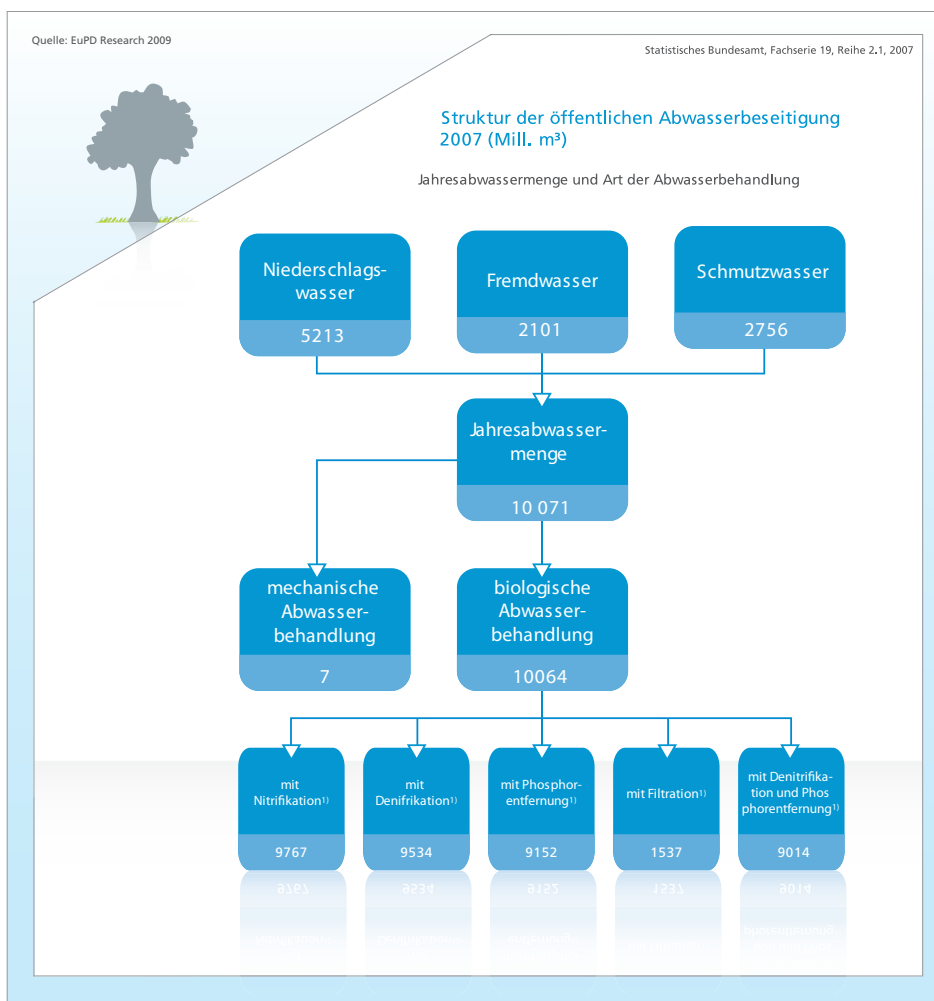 Quelle: EuPD Research 2009
Statistisches Bundesamt, Fachserie 19, Reihe 2.1, 2007
Struktur der öffentlichen Abwasserbeseitigung
2007 (Mill. m³)
Jahresabwassermenge und Art der Abwasserbehandlung
Niederschlags-
wasser
5213
Fremdwasser
2101
Schmutzwasser
2756
Jahresabwasser-
menge
10 071
mechanische
Abwasser-
behandlung
7
biologische
Abwasser-
behandlung
10064
mit
Nitrifikation¹⁾
9767
mit
Denifrikation¹⁾
9534
mit Phosphor-
entfernung¹⁾
9152
mit Filtration¹⁾
1537
mit Denitrifika-
tion und Phos
phorentfernung¹⁾
9014